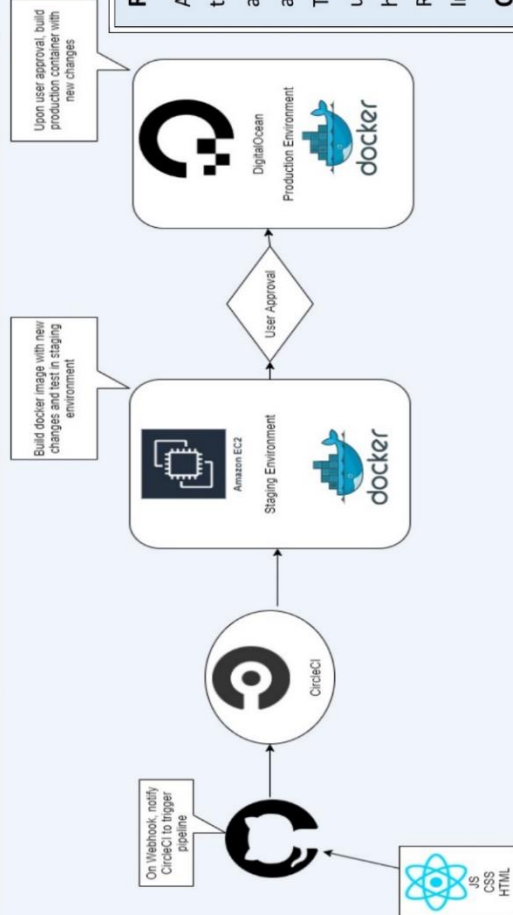 On Webhook, notify
CircleCI to trigger
pipeline
JS
CSS
HTML
CircleCI
Build docker image with new
changes and test in staging
environment
Amazon EC2
Staging Environment
docker
User Approval
Upon user approval, build
production container with
new changes
DigitalOcean
Production Environment
docker